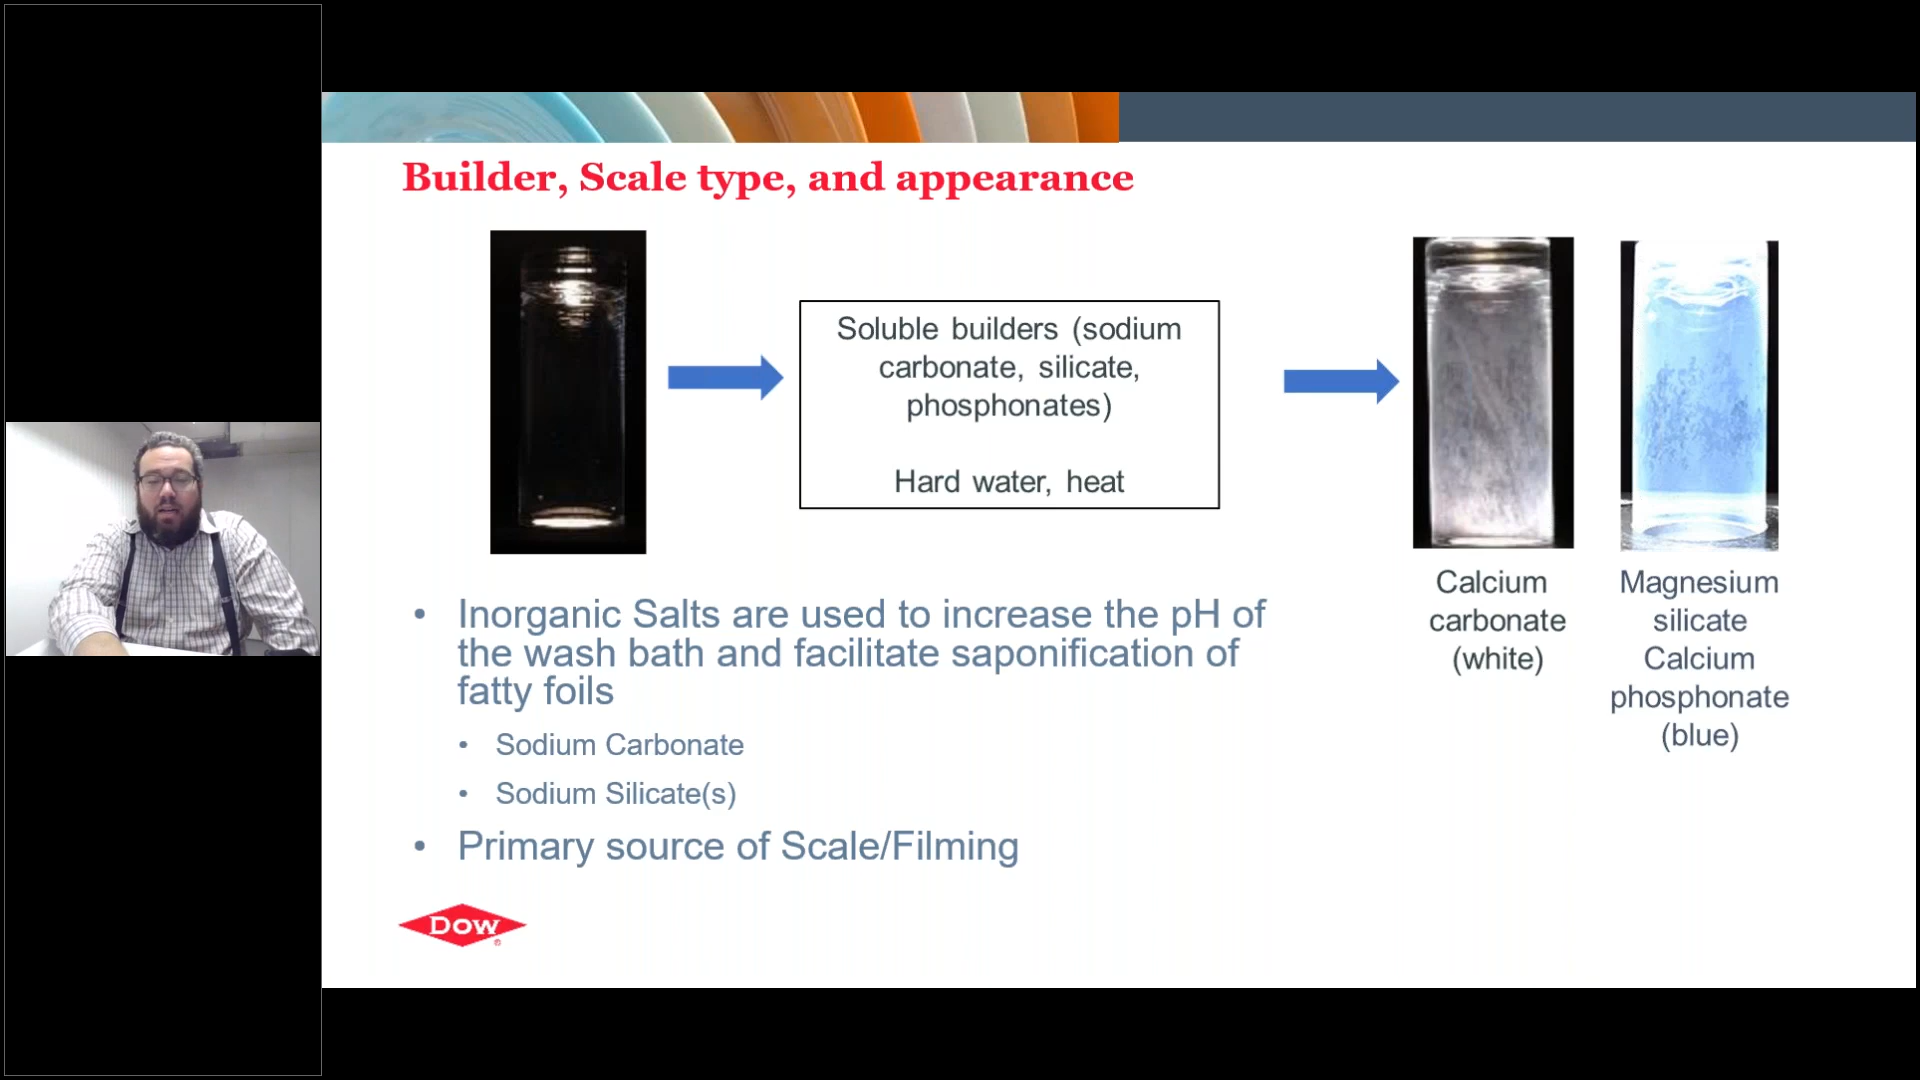 Builder, Scale type, and appearance
Soluble builders (sodium
carbonate, silicate,
phosphonates)
Hard water, heat
Calcium
carbonate
(white)
Magnesium
silicate
Calcium
phosphonate
(blue)
• Inorganic Salts are used to increase the pH of
the wash bath and facilitate saponification of
fatty foils
• Sodium Carbonate
• Sodium Silicate(s)
• Primary source of Scale/Filming
DOW
®